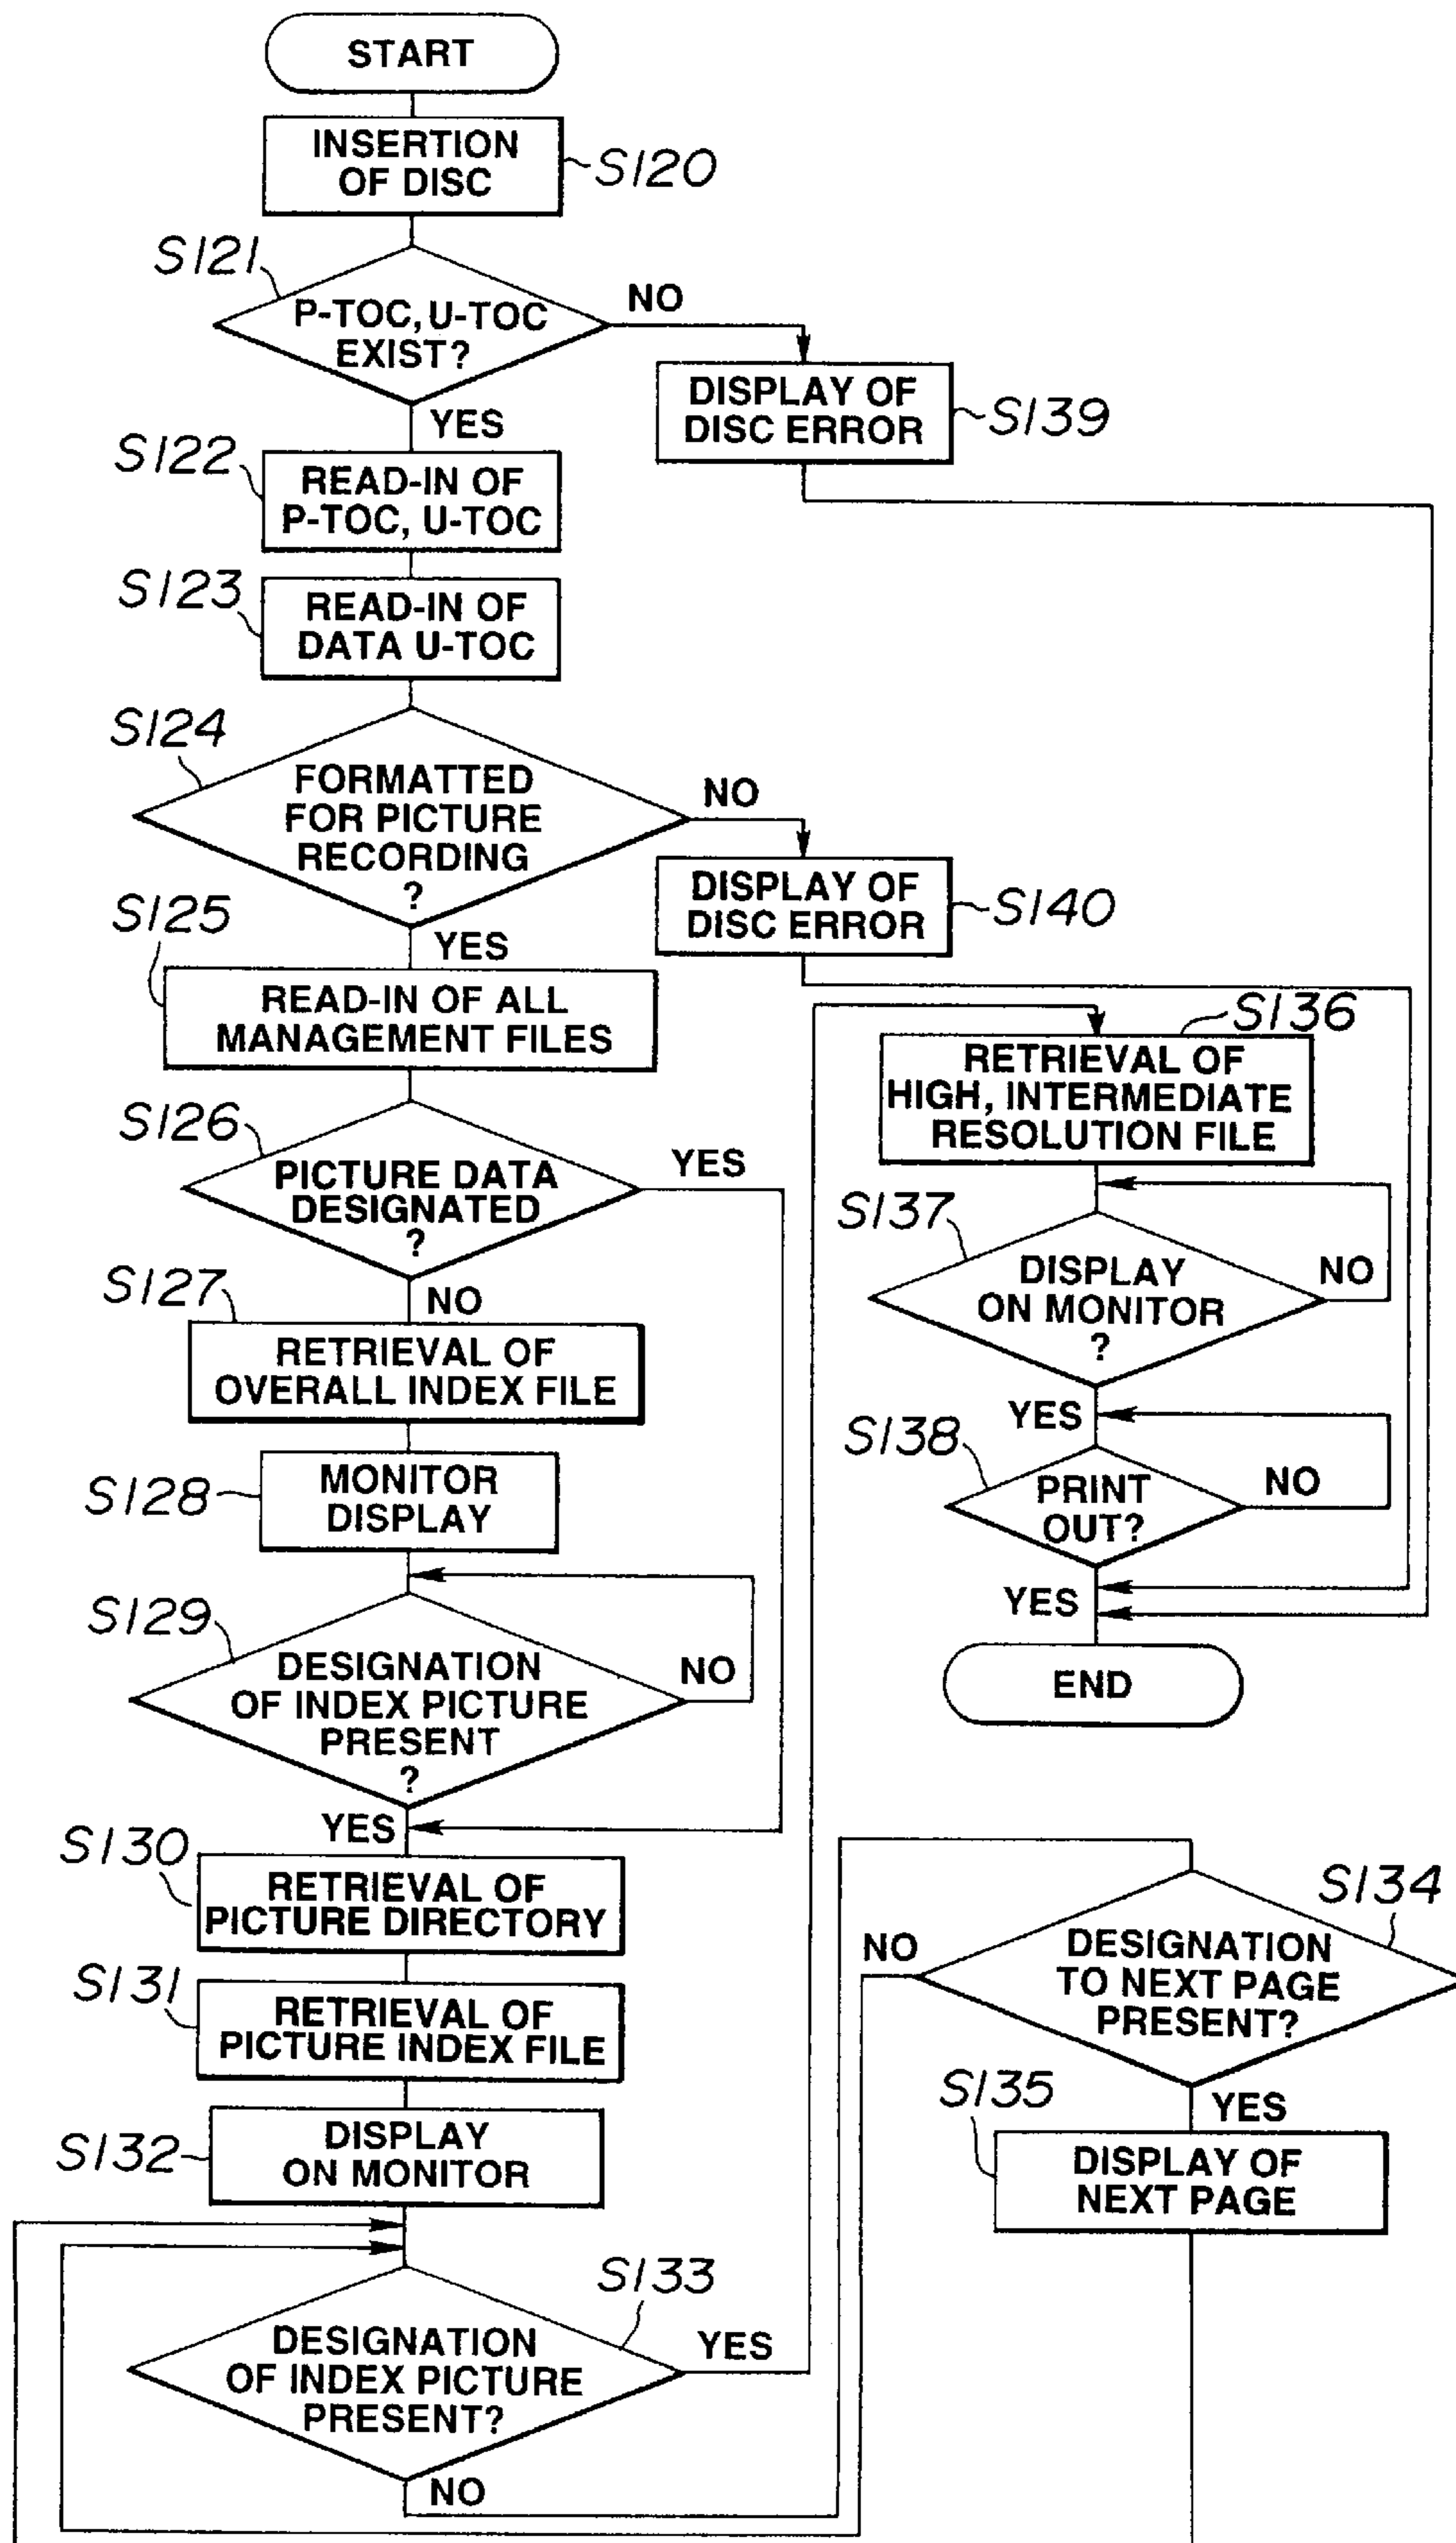 START
INSERTION
OF DISC
S120
S121
P-TOC, U-TOC
EXIST?
NO
YES
DISPLAY OF
DISC ERROR
S139
S122
READ-IN OF
P-TOC, U-TOC
S123
READ-IN OF
DATA U-TOC
S124
FORMATTED
FOR PICTURE
RECORDING
?
NO
YES
DISPLAY OF
DISC ERROR
S140
S125
READ-IN OF ALL
MANAGEMENT FILES
S126
PICTURE DATA
DESIGNATED
?
YES
NO
S127
RETRIEVAL OF
OVERALL INDEX FILE
S128
MONITOR
DISPLAY
S129
DESIGNATION
OF INDEX PICTURE
PRESENT
?
NO
YES
S130
RETRIEVAL OF
PICTURE DIRECTORY
S131
RETRIEVAL OF
PICTURE INDEX FILE
S132
DISPLAY
ON MONITOR
S133
DESIGNATION
OF INDEX PICTURE
PRESENT?
YES
NO
S136
RETRIEVAL OF
HIGH, INTERMEDIATE
RESOLUTION FILE
S137
DISPLAY
ON MONITOR
?
NO
YES
S138
PRINT
OUT?
NO
YES
END
S134
NO
DESIGNATION
TO NEXT PAGE
PRESENT?
YES
S135
DISPLAY OF
NEXT PAGE